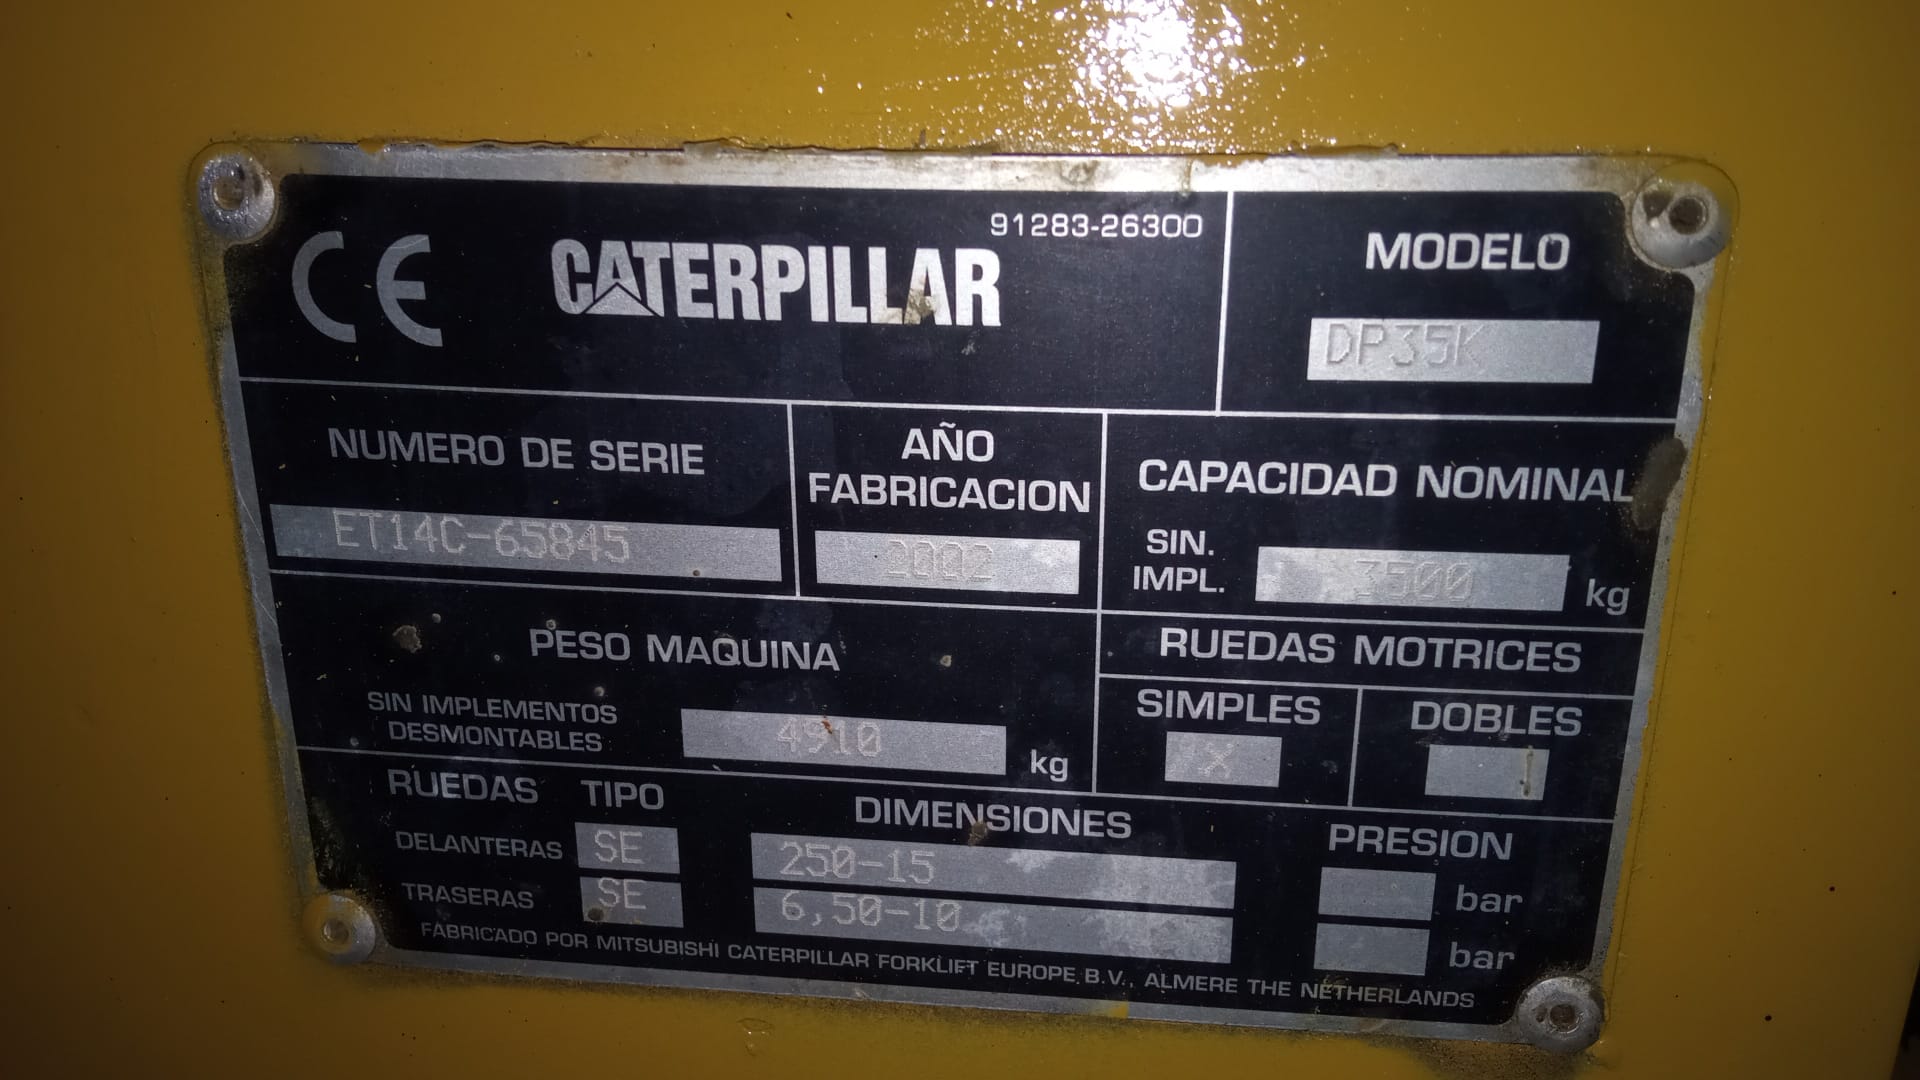 CE CATERPILLAR 91283-26300
MODELO
DP35K
NUMERO DE SERIE
ET14C-65845
AÑO
FABRICACION
2002
CAPACIDAD NOMINAL
SIN.
IMPL. 3500 kg
PESO MAQUINA
SIN IMPLEMENTOS
DESMONTABLES 4910 kg
RUEDAS MOTRICES
SIMPLES DOBLES
X
RUEDAS TIPO DIMENSIONES PRESION
DELANTERAS SE 250-15 bar
TRASERAS SE 6,50-10 bar
FABRICADO POR MITSUBISHI CATERPILLAR FORKLIFT EUROPE B.V., ALMERE THE NETHERLANDS